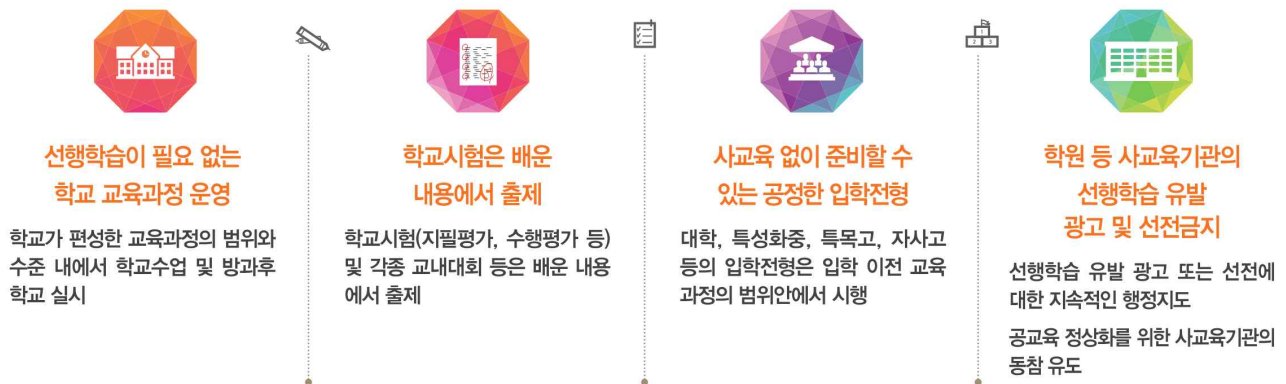 선행학습이 필요 없는
학교 교육과정 운영
학교가 편성한 교육과정의 범위와
수준 내에서 학교수업 및 방과후
학교 실시
학교시험은 배운
내용에서 출제
학교시험(지필평가, 수행평가 등)
및 각종 교내대회 등은 배운 내용
에서 출제
사교육 없이 준비할 수
있는 공정한 입학전형
대학, 특성화중, 특목고, 자사고
등의 입학전형은 입학 이전 교육
과정의 범위안에서 시행
1
2 3
학원 등 사교육기관의
선행학습 유발
광고 및 선전금지
선행학습 유발 광고 또는 선전에
대한 지속적인 행정지도
공교육 정상화를 위한 사교육기관의
동참 유도